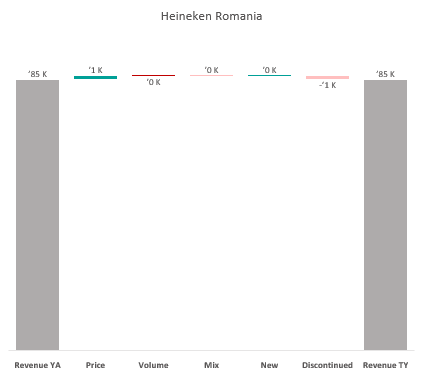 Heineken Romania
'85 K
'1 K
'0 K
'0 K
'0 K
-'1 K
'85 K
Revenue YA
Price
Volume
Mix
New
Discontinued
Revenue TY